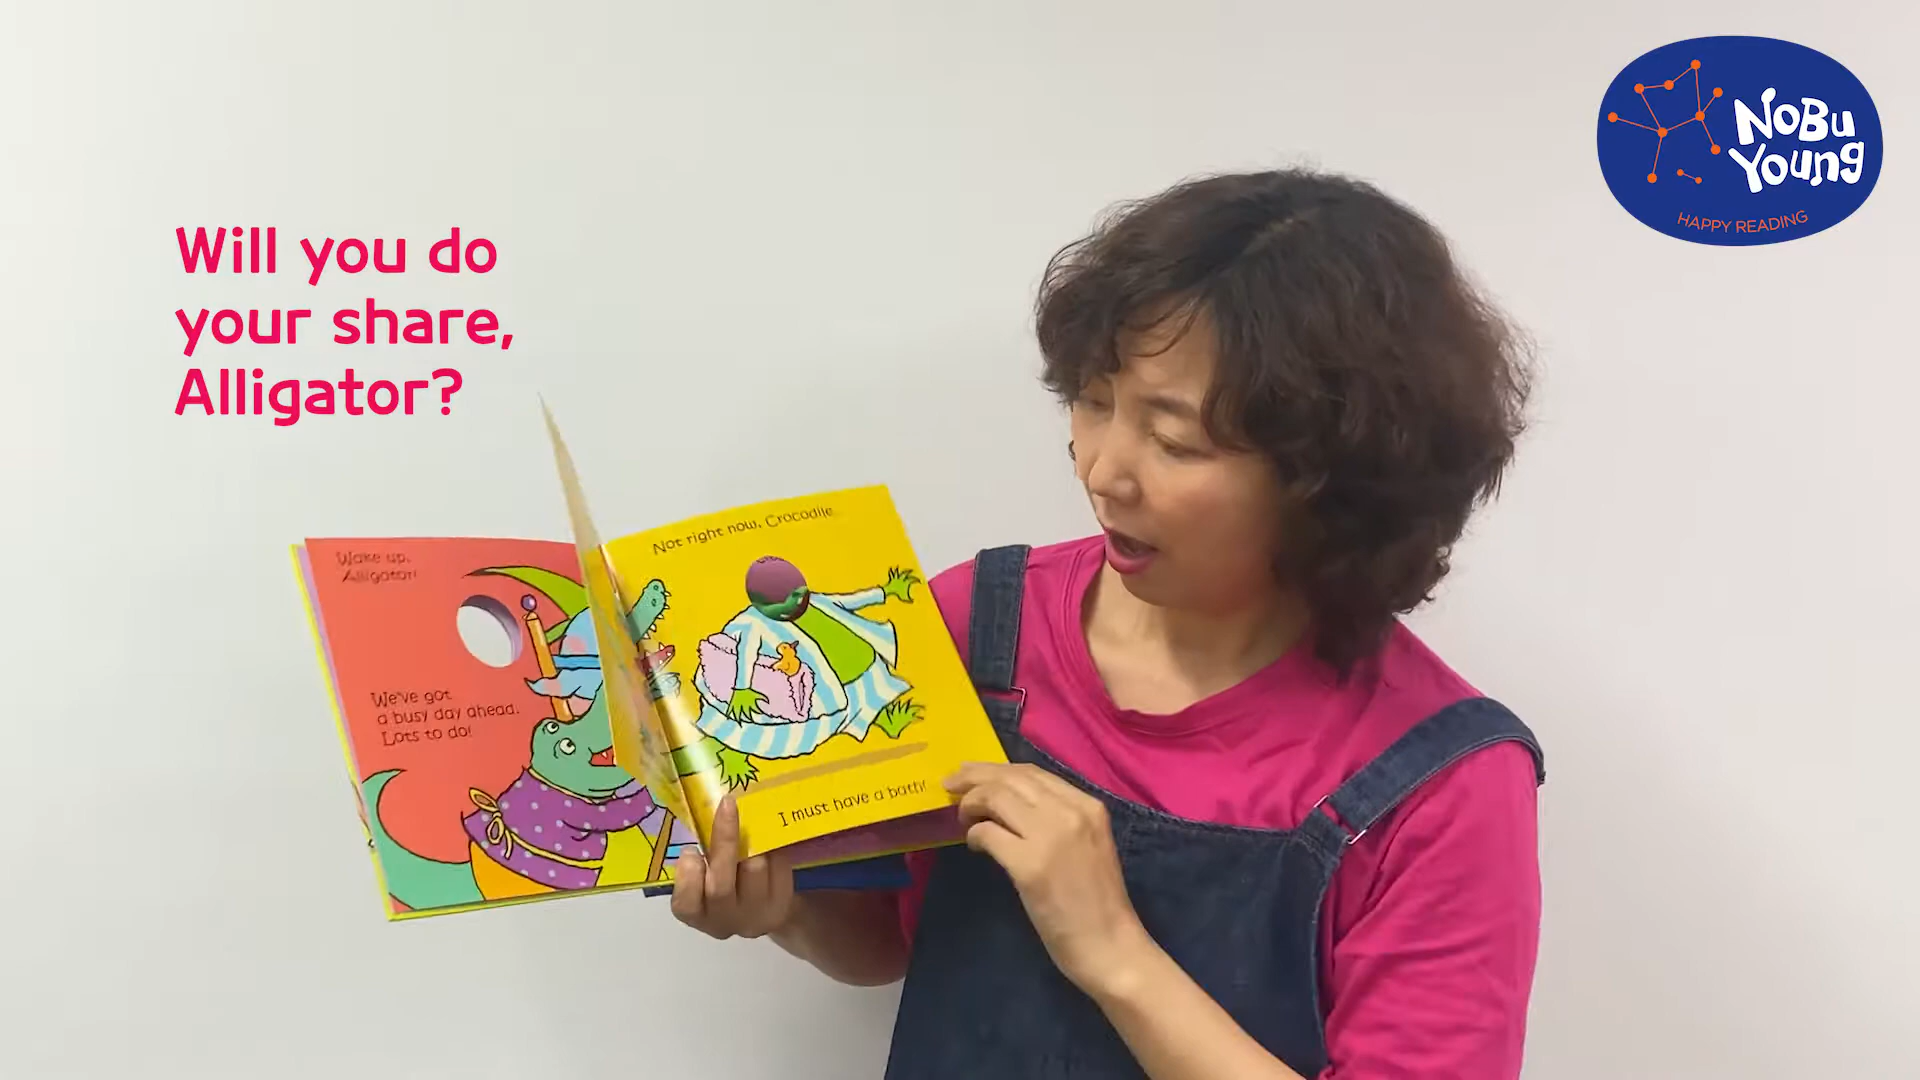 Will you do
your share,
Alligator?
NoBu
Young
HAPPY READING
Wake up,
Alligator!
We've got
a busy day ahead.
Lots to do!
Not right now, Crocodile.
I must have a bath!